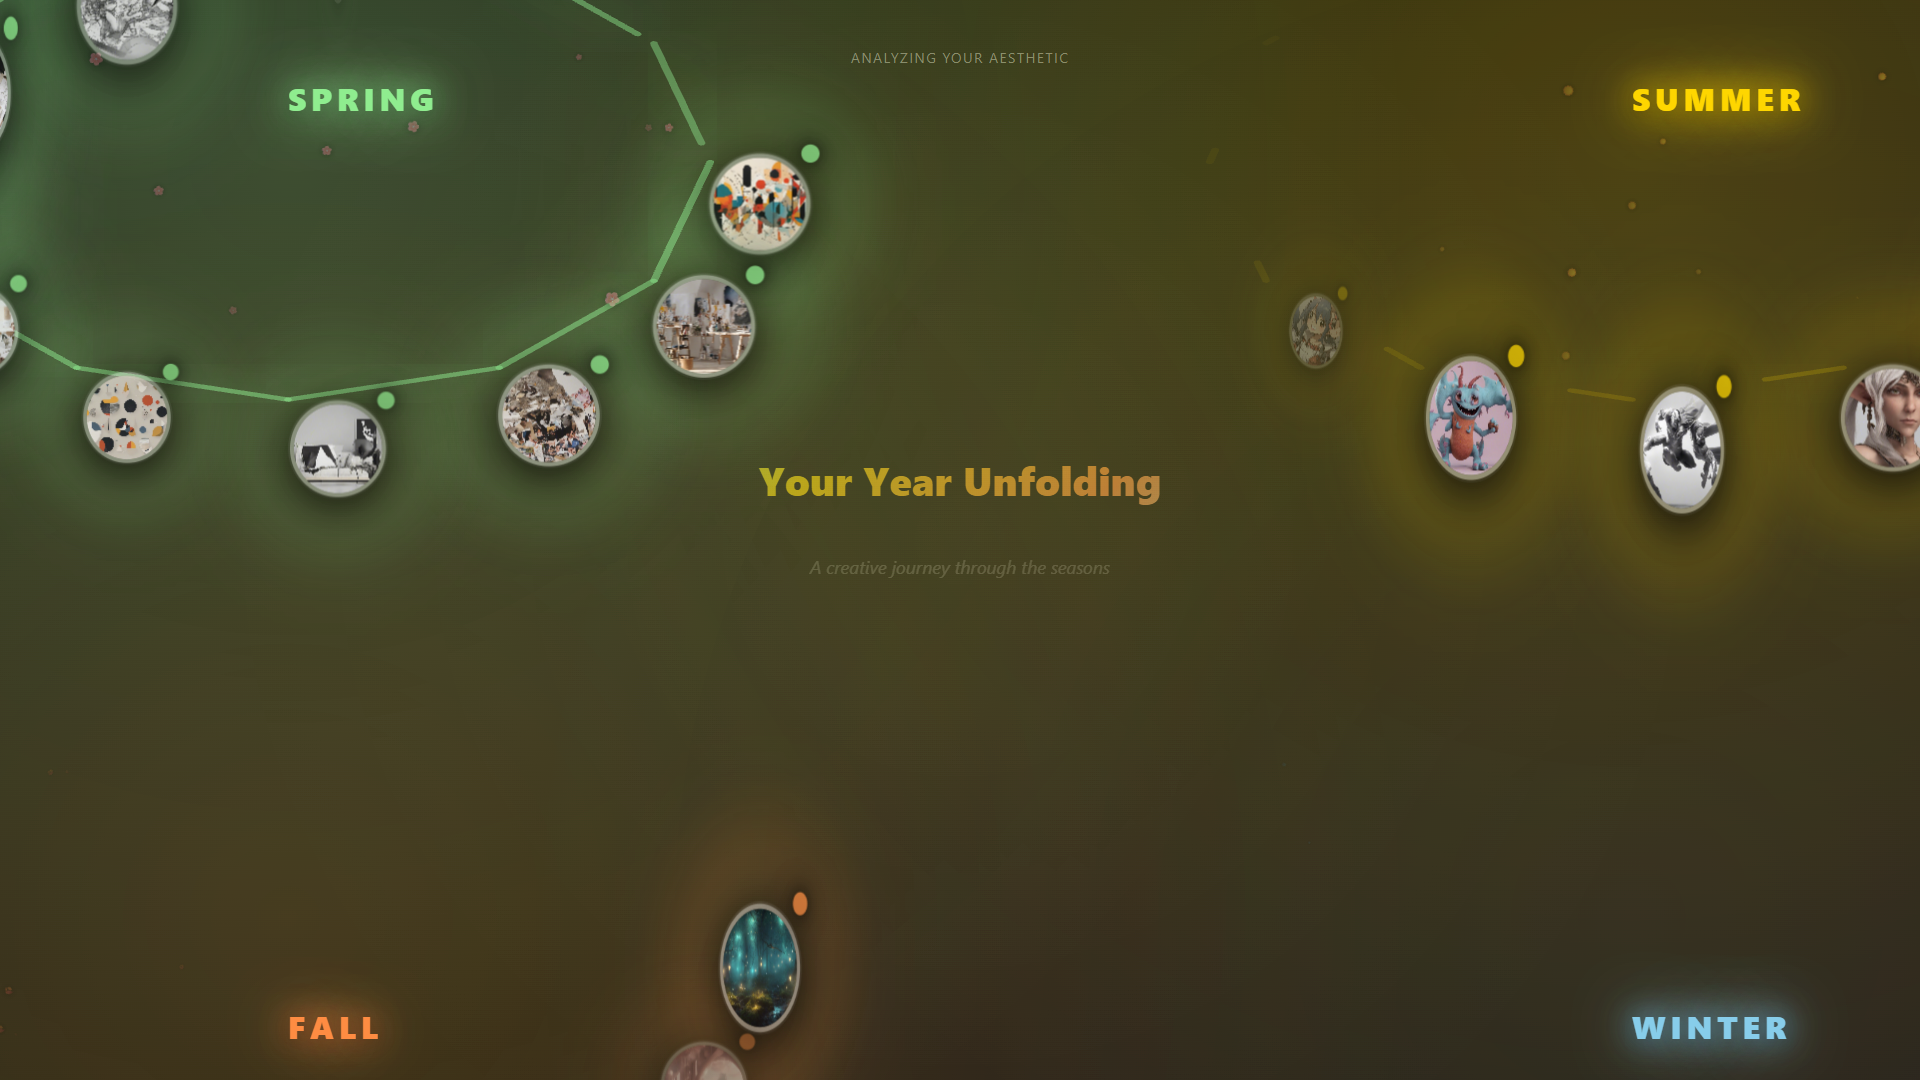 ANALYZING YOUR AESTHETIC
SPRING
SUMMER
Your Year Unfolding
A creative journey through the seasons
FALL
WINTER